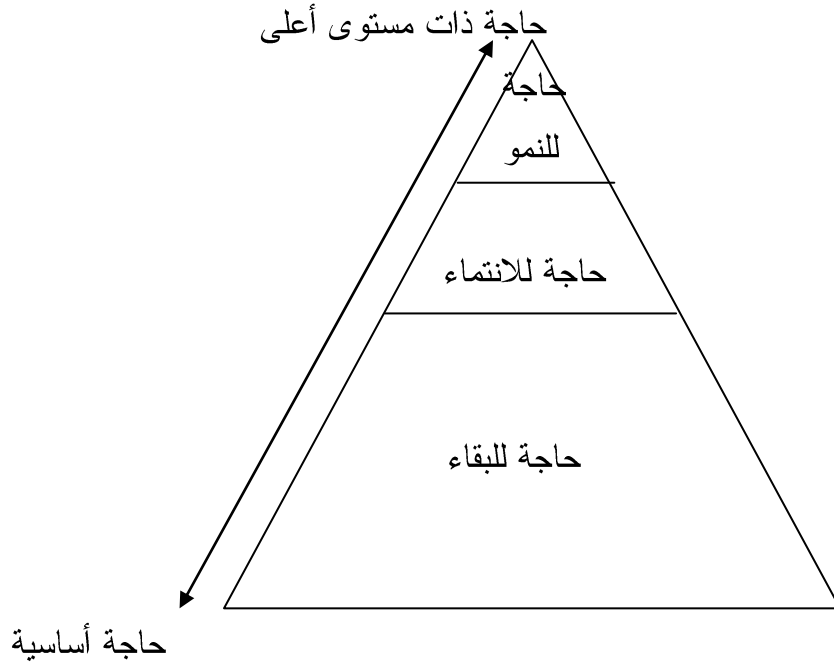 حاجة ذات مستوى أعلى
حاجة
للنمو
حاجة للانتماء
حاجة للبقاء
حاجة أساسية